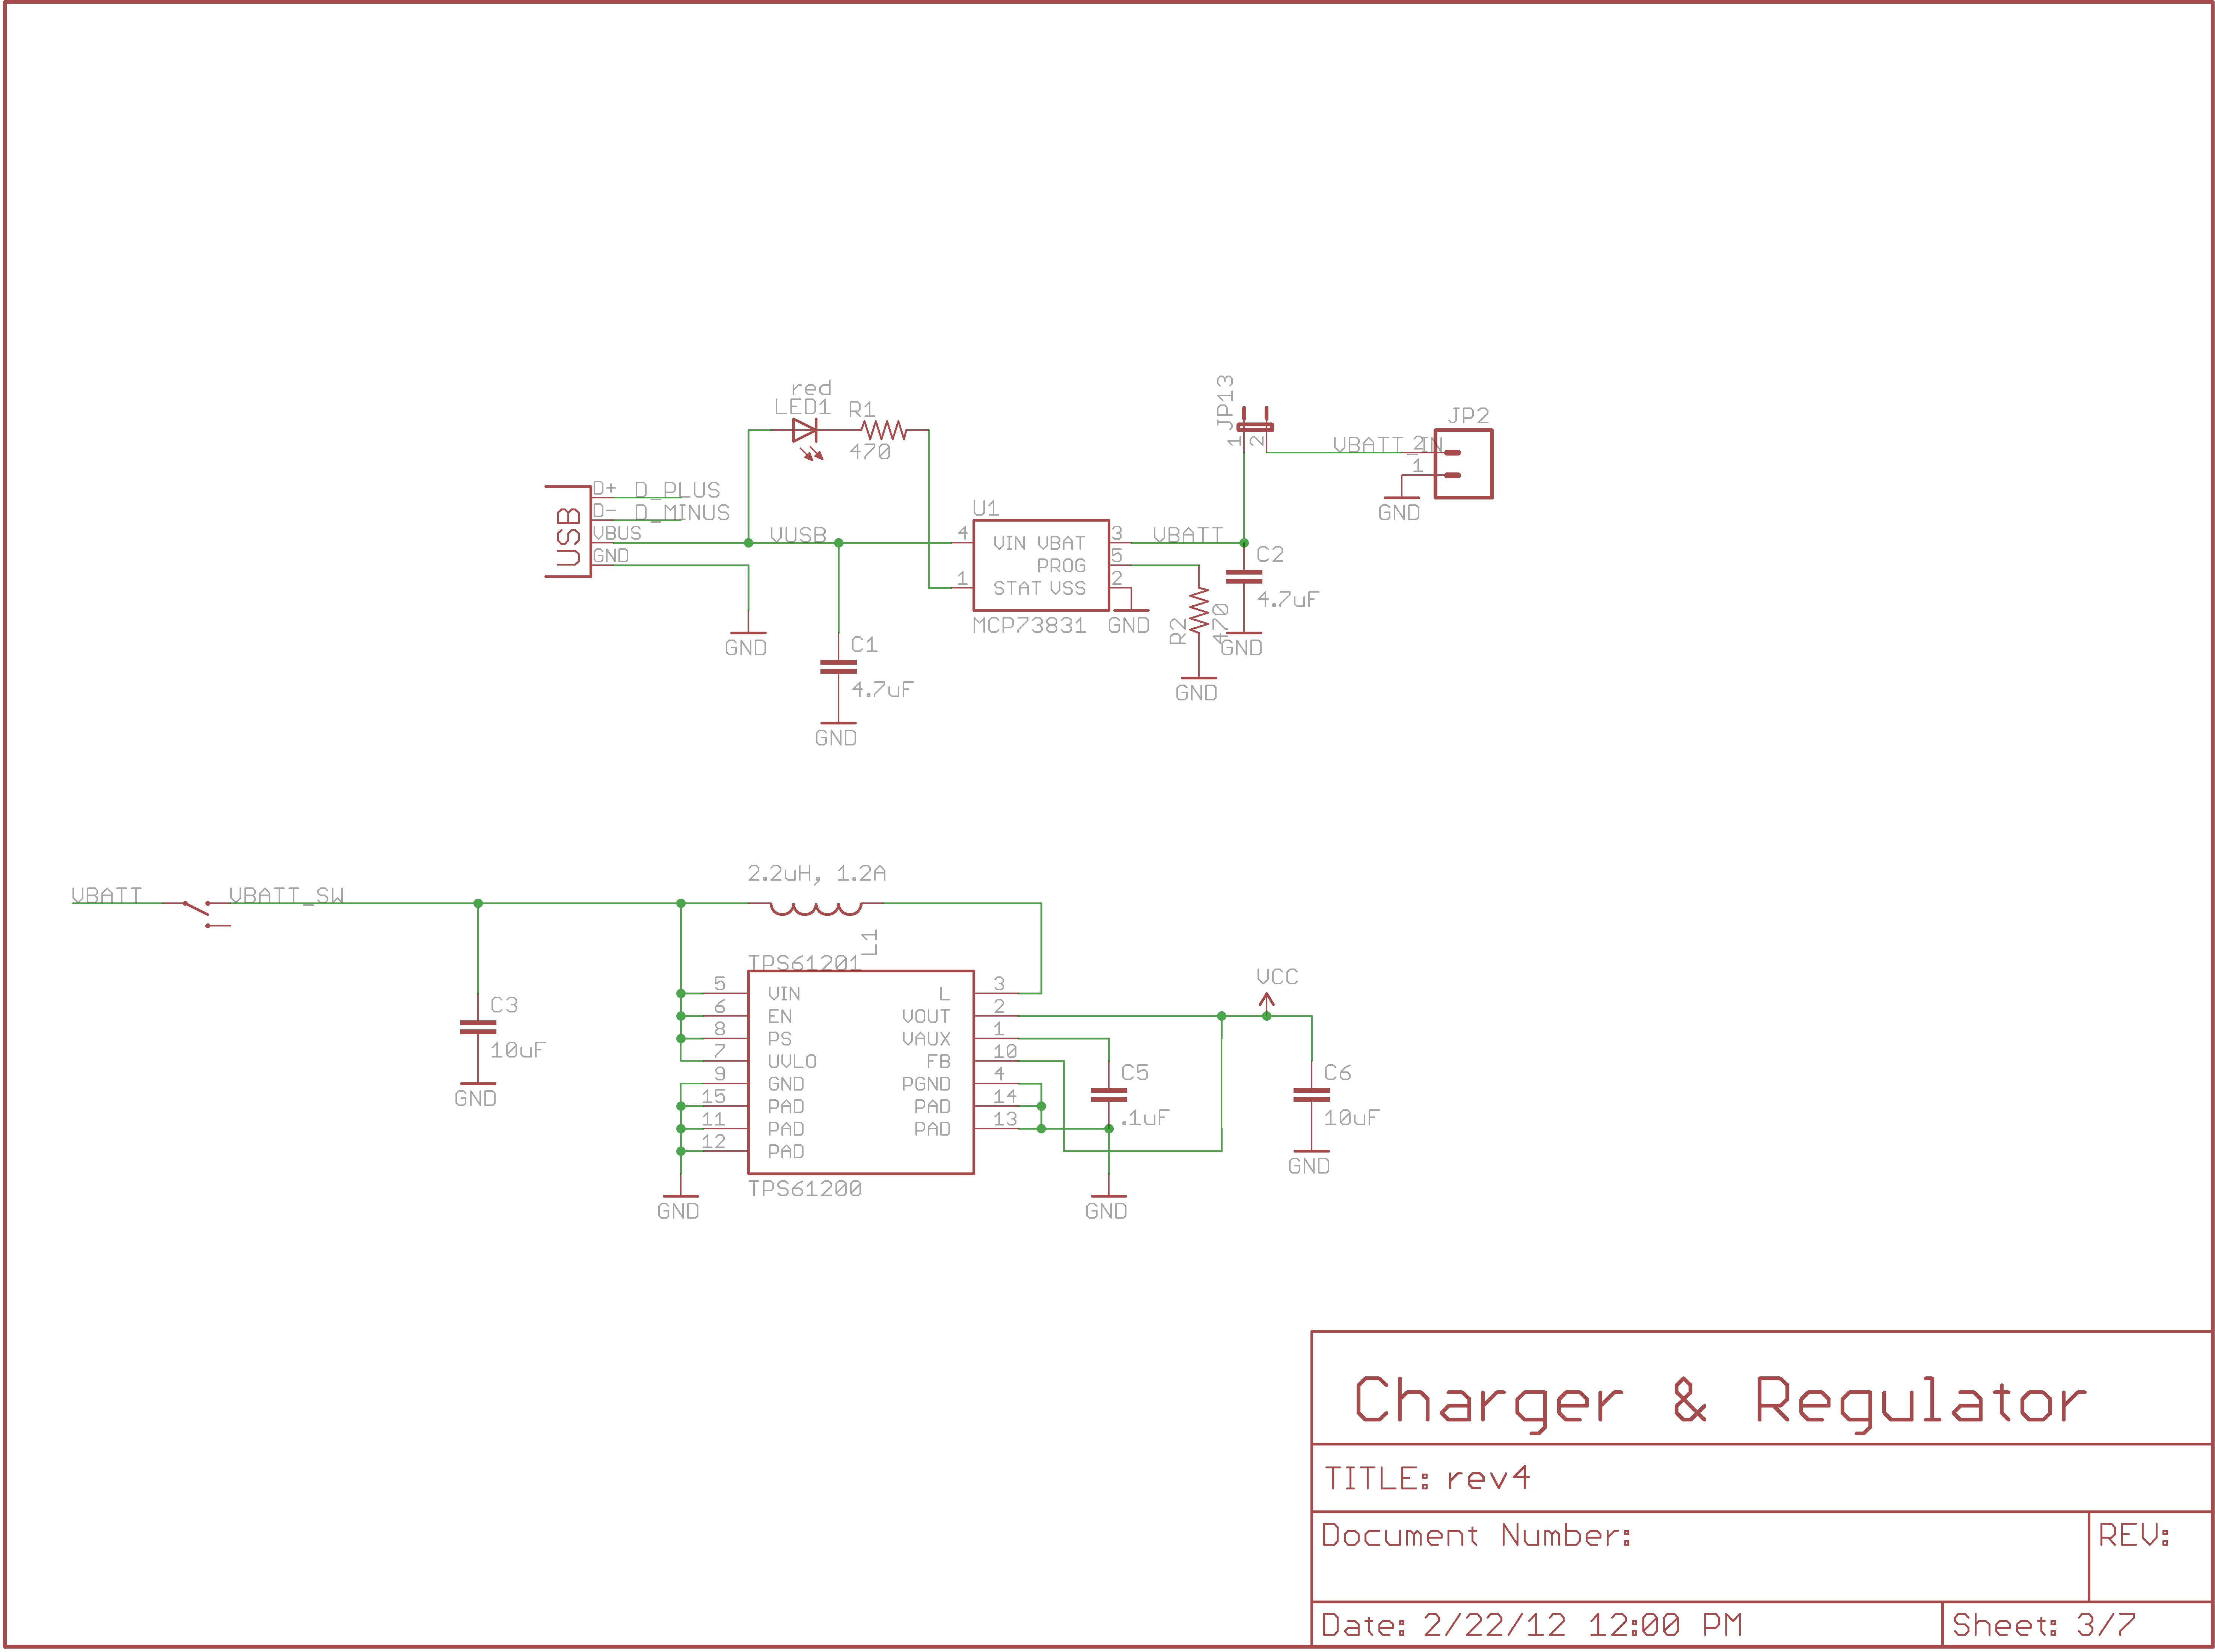 red
LED1
R1
470
JP13
1
2
VBATT_IN
JP2
2
1
GND
USB
D+
D_PLUS
D-
D_MINUS
VBUS
GND
VUSB
GND
C1
4.7uF
GND
U1
4
1
VIN VBAT
PROG
STAT VSS
MCP73831
3
5
2
VBATT
GND
R2
470
GND
C2
4.7uF
GND
VBATT
VBATT_SW
2.2uH, 1.2A
L1
C3
10uF
GND
TPS61201
5 VIN L 3
6 EN VOUT 2
8 PS VAUX 1
7 UVLO FB 10
9 GND PGND 4
15 PAD PAD 14
11 PAD PAD 13
12 PAD
TPS61200
GND
C5
.1uF
GND
VCC
C6
10uF
GND
Charger & Regulator
TITLE: rev4
Document Number:
REV:
Date: 2/22/12 12:00 PM
Sheet: 3/7